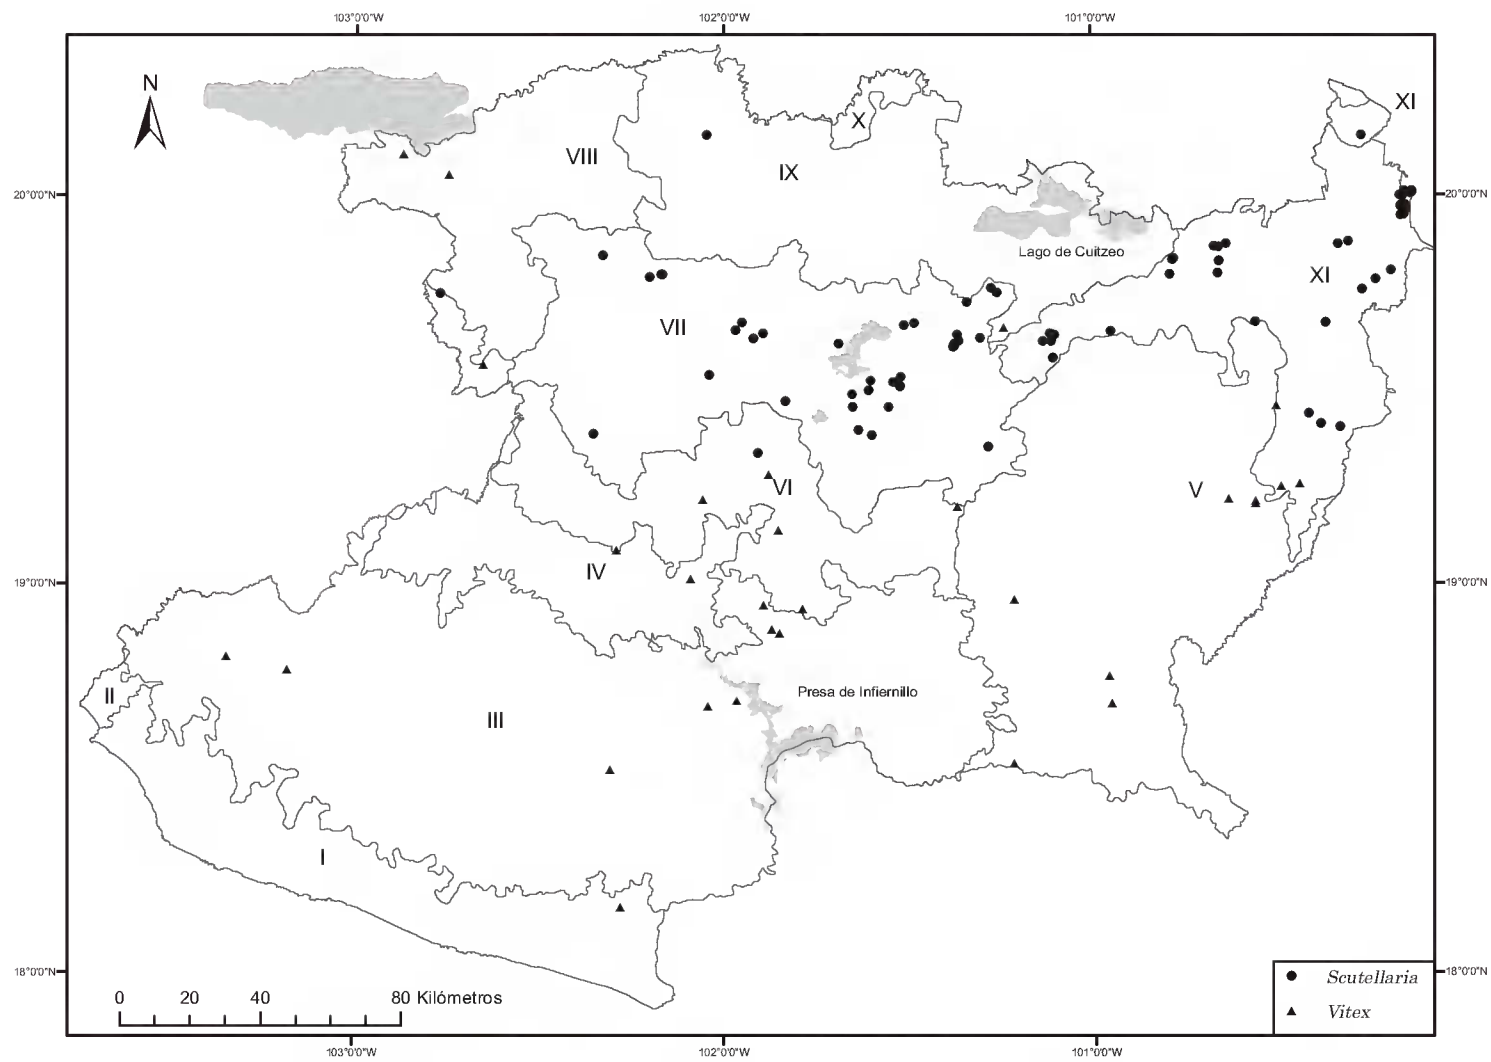 103°0'0"W 102°0'0"W 101°0'0"W
N
XI
X
VIII
IX
20°0'0"N 20°0'0"N
Lago de Cuitzeo
XI
VII
VI
V
IV
19°0'0"N 19°0'0"N
II
Presa de Infiernillo
III
I
18°0'0"N 18°0'0"N
Scutellaria
0 20 40 80 Kilómetros
Vitex
103°0'0"W 102°0'0"W 101°0'0"W